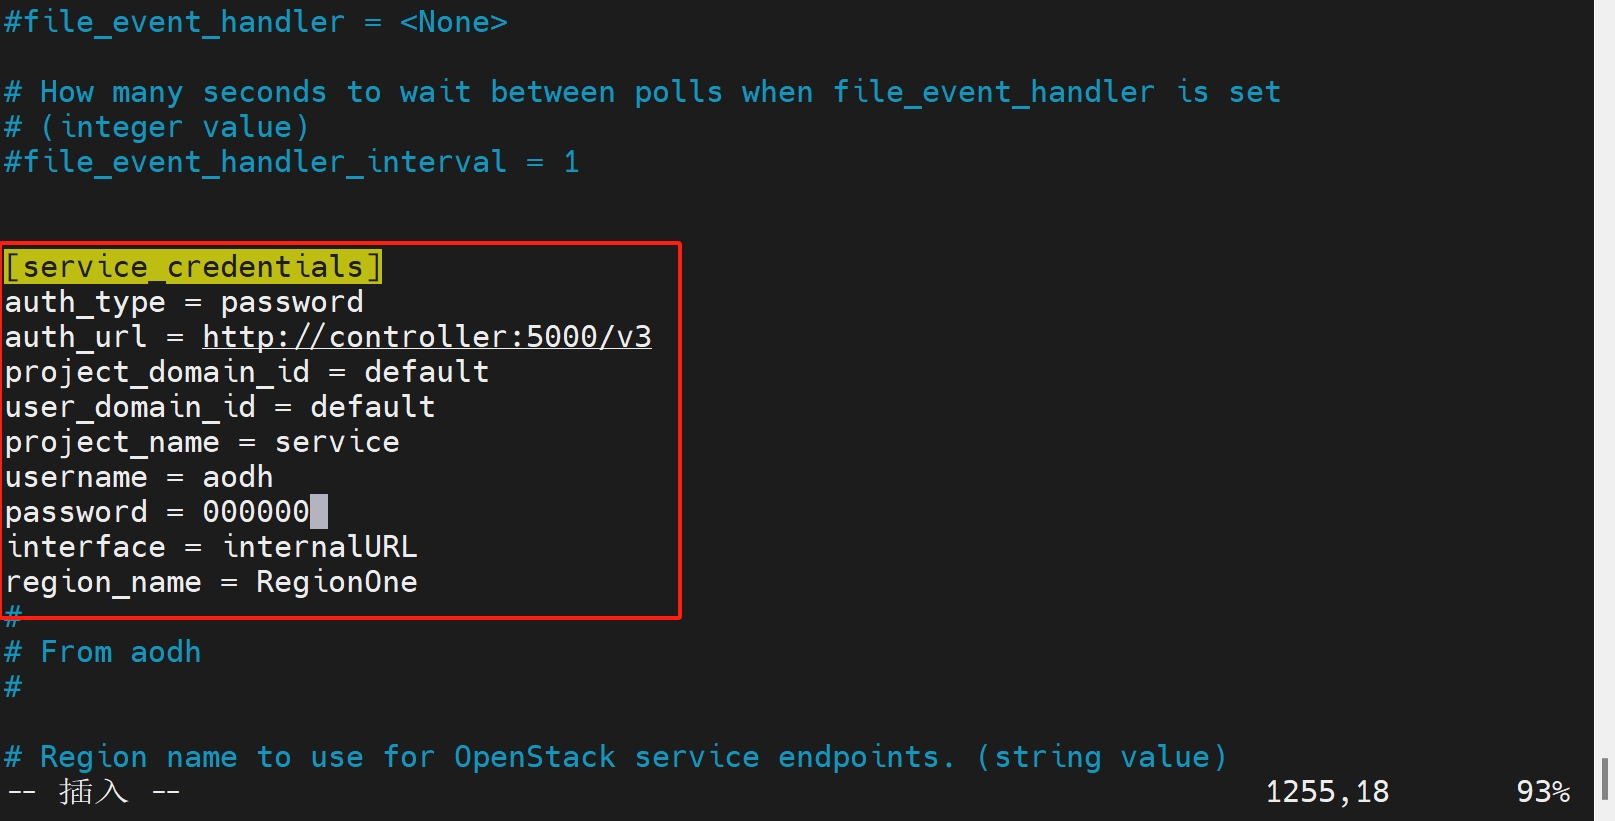 #file_event_handler = <None>
# How many seconds to wait between polls when file_event_handler is set
# (integer value)
#file_event_handler_interval = 1
[service_credentials]
auth_type = password
auth_url = http://controller:5000/v3
project_domain_id = default
user_domain_id = default
project_name = service
username = aodh
password = 000000
interface = internalURL
region_name = RegionOne
#
# From aodh
#
# Region name to use for OpenStack service endpoints. (string value)
-- 插入 -- 1255,18 93%